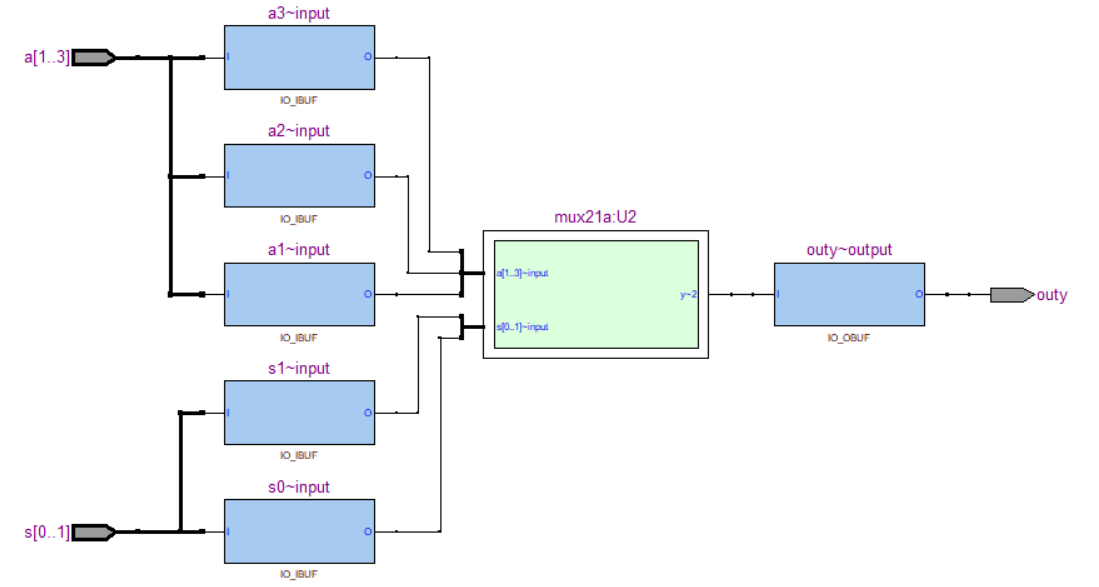 a3~input
a[1..3]
I
O
IO_IBUF
a2~input
I
O
IO_IBUF
a1~input
I
O
IO_IBUF
s1~input
I
O
IO_IBUF
s0~input
s[0..1]
I
O
IO_IBUF
mux21a:U2
a[1..3]~input
s[0..1]~input
y~2
outy~output
I
O
IO_OBUF
outy